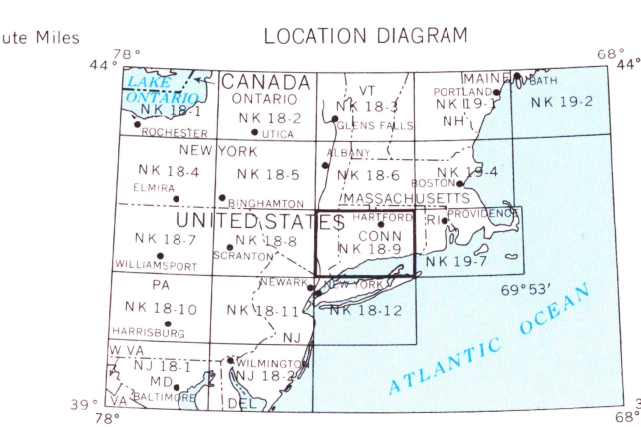 ute Miles
LOCATION DIAGRAM
78°
68°
44°
44°
LAKE
ONTARIO
CANADA
ONTARIO
VT
MAINE
BATH
PORTLAND
NK 18-1
NK 18-2
NK 18-3
NK 19-1
NK 19-2
NH
ROCHESTER
UTICA
GLENS FALLS
NEW YORK
ALBANY
NK 18-4
NK 18-5
NK 18-6
NK 19-4
ELMIRA
BOSTON
BINGHAMTON
MASSACHUSETTS
UNITED STATES
HARTFORD
RI
PROVIDENCE
CONN
NK 18-7
NK 18-8
NK 18-9
SCRANTON
NK 19-7
WILLIAMSPORT
NEWARK
NEW YORK
69°53'
PA
NK 18-10
NK 18-11
NK 18-12
HARRISBURG
NJ
ATLANTIC OCEAN
W VA
NJ 18-1
WILMINGTON
NJ 18-2
MD
BALTIMORE
VA
DEL
39°
78°
68°